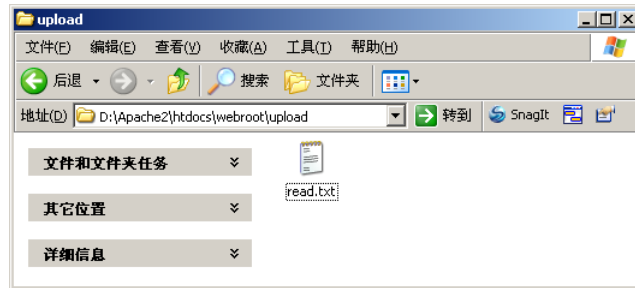 upload
文件(F) 编辑(E) 查看(V) 收藏(A) 工具(T) 帮助(H)
后退 搜索 文件夹
地址(D) D:\Apache2\htdocs\webroot\upload 转到 SnagIt
文件和文件夹任务
read.txt
其它位置
详细信息